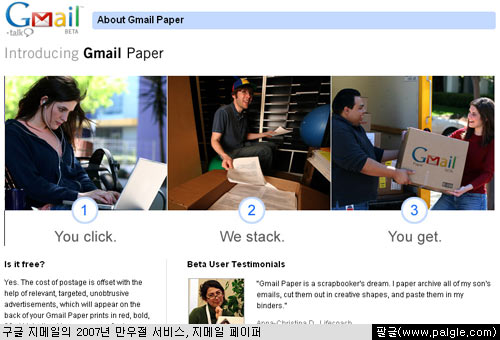 Gmail
BETA
talk
About Gmail Paper
Introducing Gmail Paper
Gmail
1
2
3
You click.
We stack.
You get.
Is it free?
Yes. The cost of postage is offset with
the help of relevant, targeted, unobtrusive
advertisements, which will appear on the
back of your Gmail Paper prints in red, bold,
Beta User Testimonials
"Gmail Paper is a scrapbooker's dream. I paper archive all of my son's
emails, cut them out in creative shapes, and paste them in my
binders."
Anna-Christina D., Lifecoach
구글 지메일의 2007년 만우절 서비스, 지메일 페이퍼
팔글(www.palgle.com)